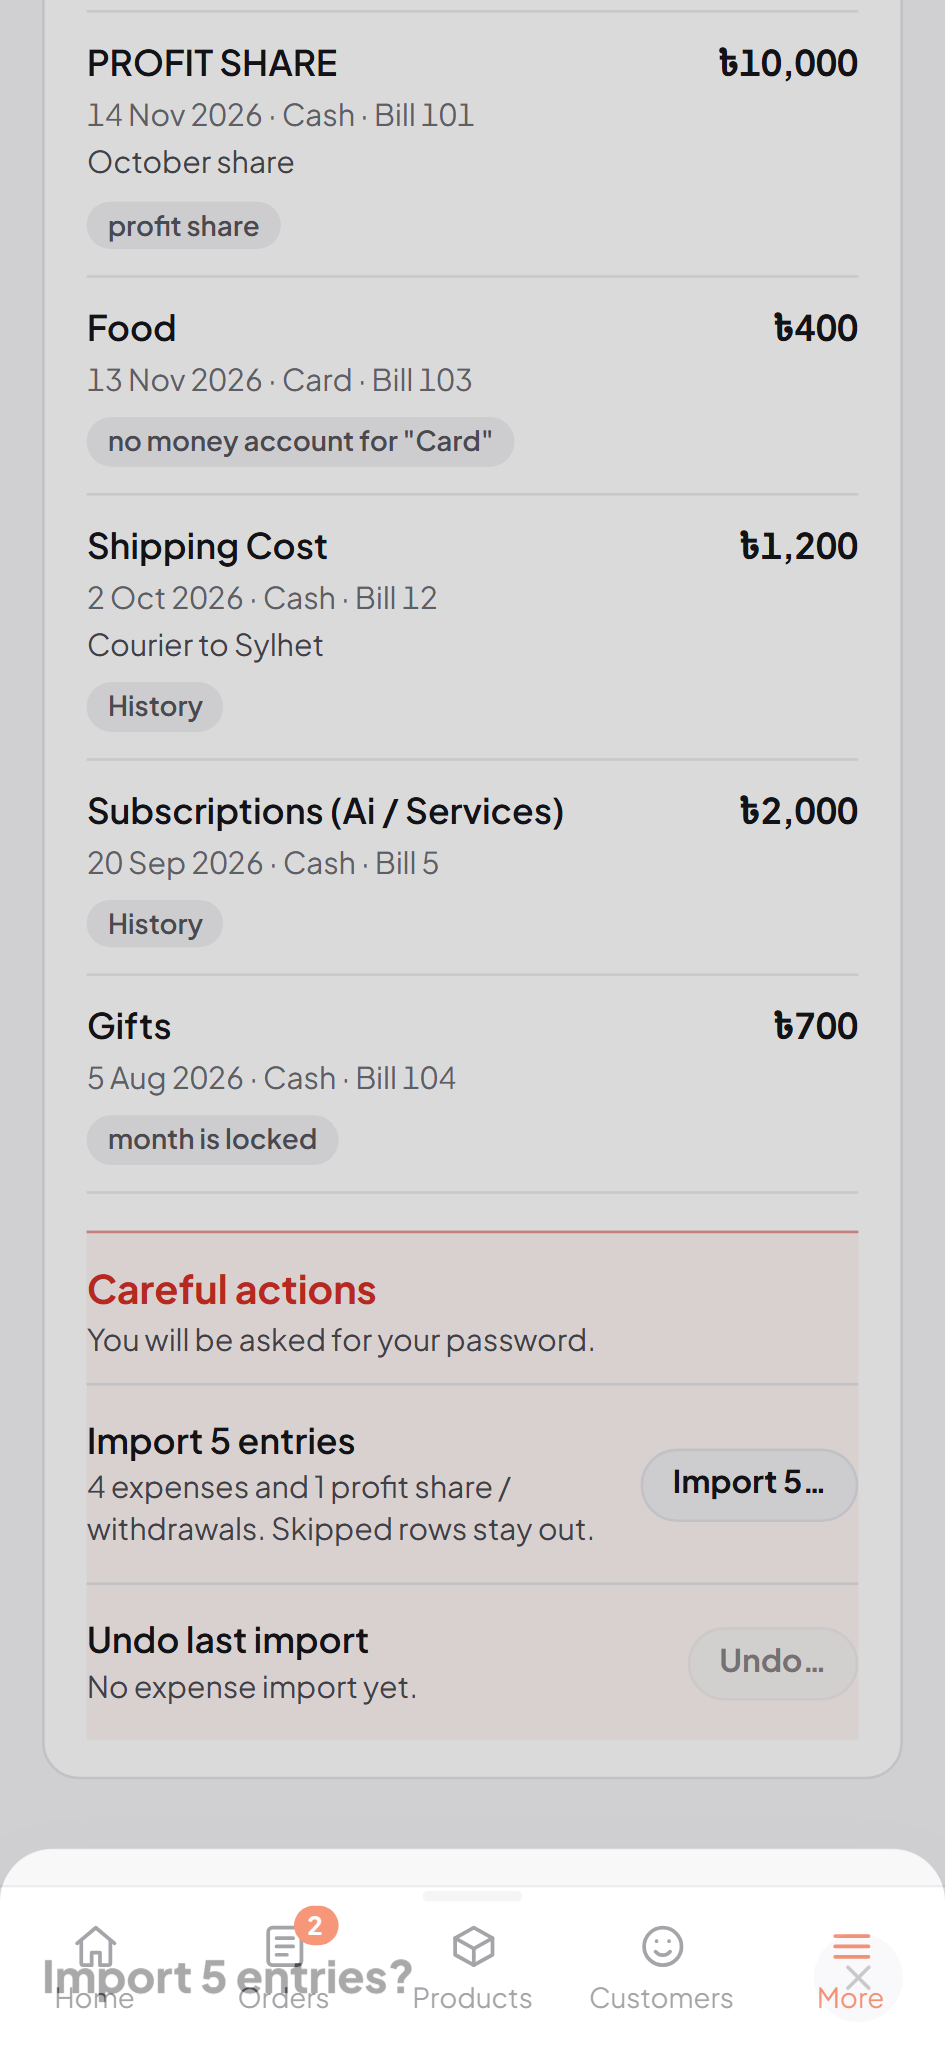 PROFIT SHARE ৳10,000
14 Nov 2026 · Cash · Bill 101
October share
profit share
Food ৳400
13 Nov 2026 · Card · Bill 103
no money account for "Card"
Shipping Cost ৳1,200
2 Oct 2026 · Cash · Bill 12
Courier to Sylhet
History
Subscriptions (Ai / Services) ৳2,000
20 Sep 2026 · Cash · Bill 5
History
Gifts ৳700
5 Aug 2026 · Cash · Bill 104
month is locked
Careful actions
You will be asked for your password.
Import 5 entries
4 expenses and 1 profit share /
withdrawals. Skipped rows stay out.
Import 5…
Undo last import
No expense import yet.
Undo…
2
Import 5 entries?
Home Orders Products Customers More